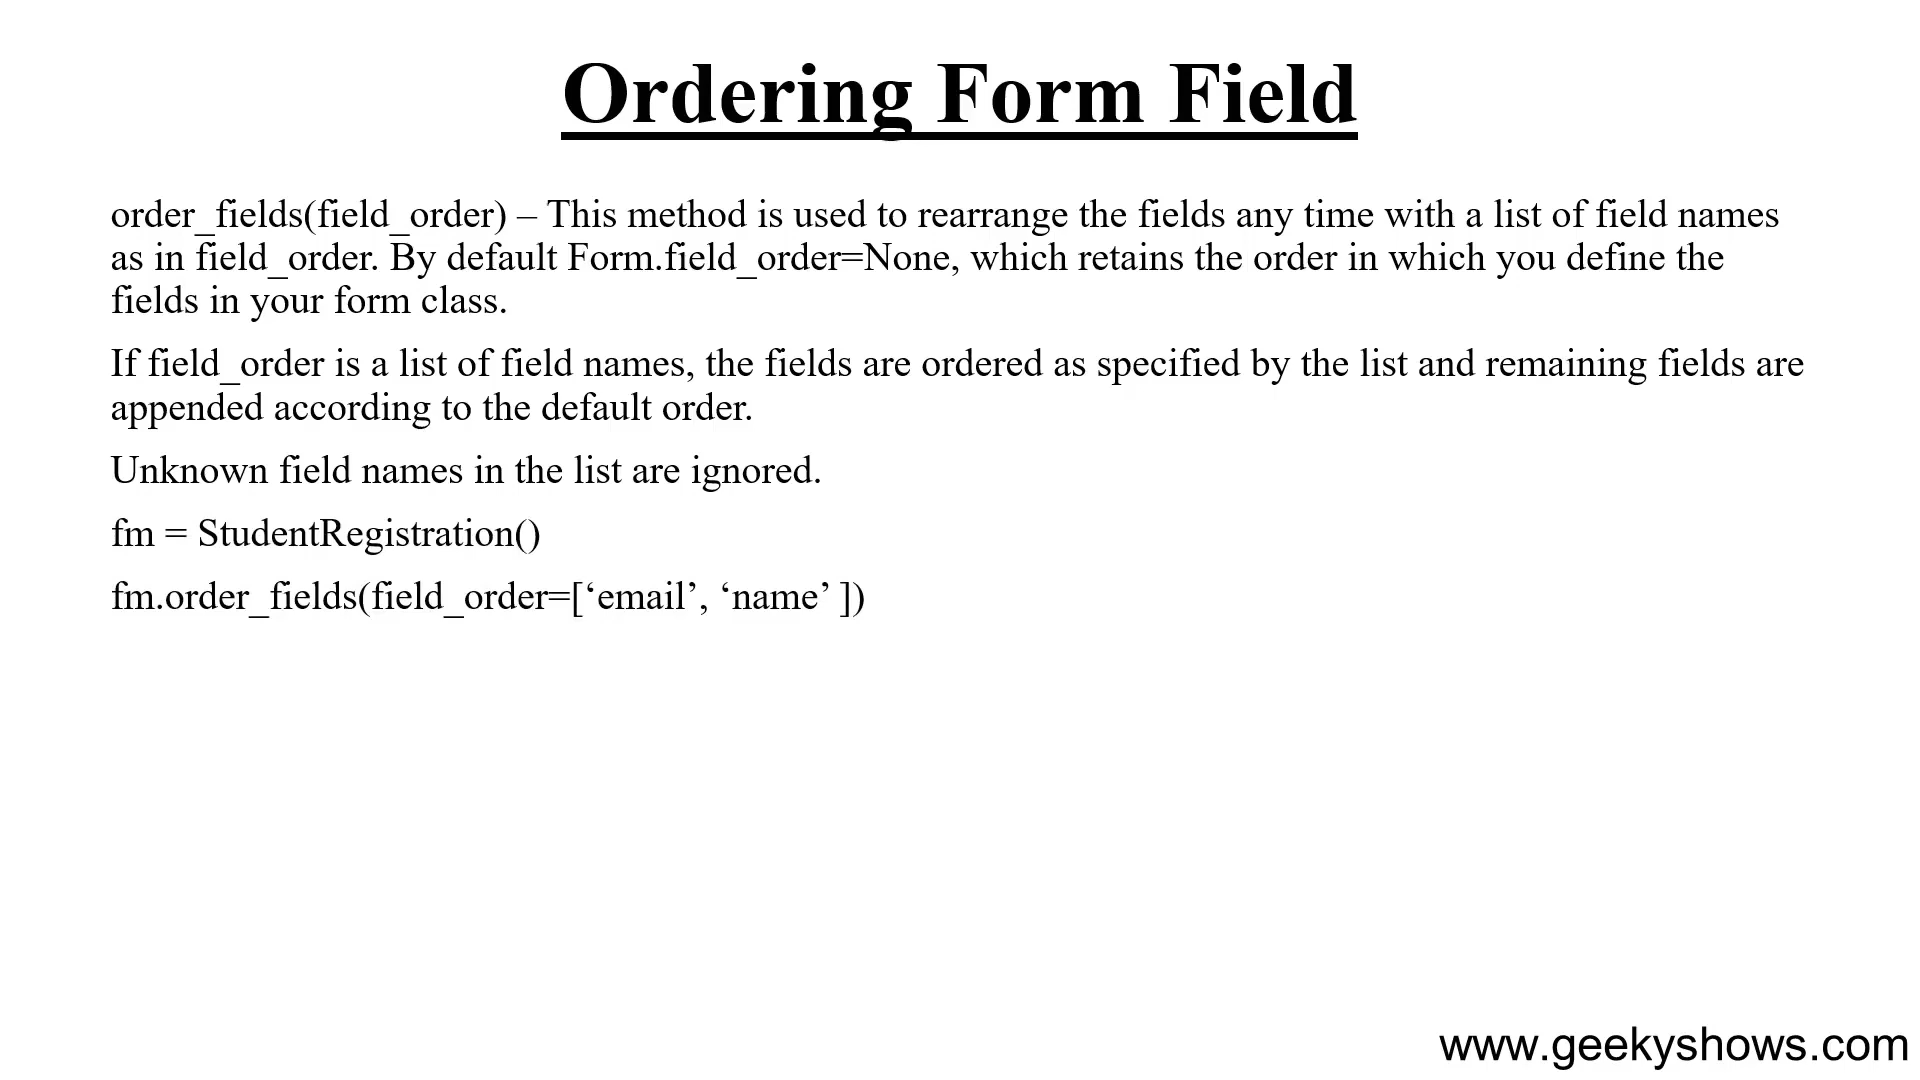 Ordering Form Field
order_fields(field_order) – This method is used to rearrange the fields any time with a list of field names
as in field_order. By default Form.field_order=None, which retains the order in which you define the
fields in your form class.
If field_order is a list of field names, the fields are ordered as specified by the list and remaining fields are
appended according to the default order.
Unknown field names in the list are ignored.
fm = StudentRegistration()
fm.order_fields(field_order=[‘email’, ‘name’ ])
www.geekyshows.com